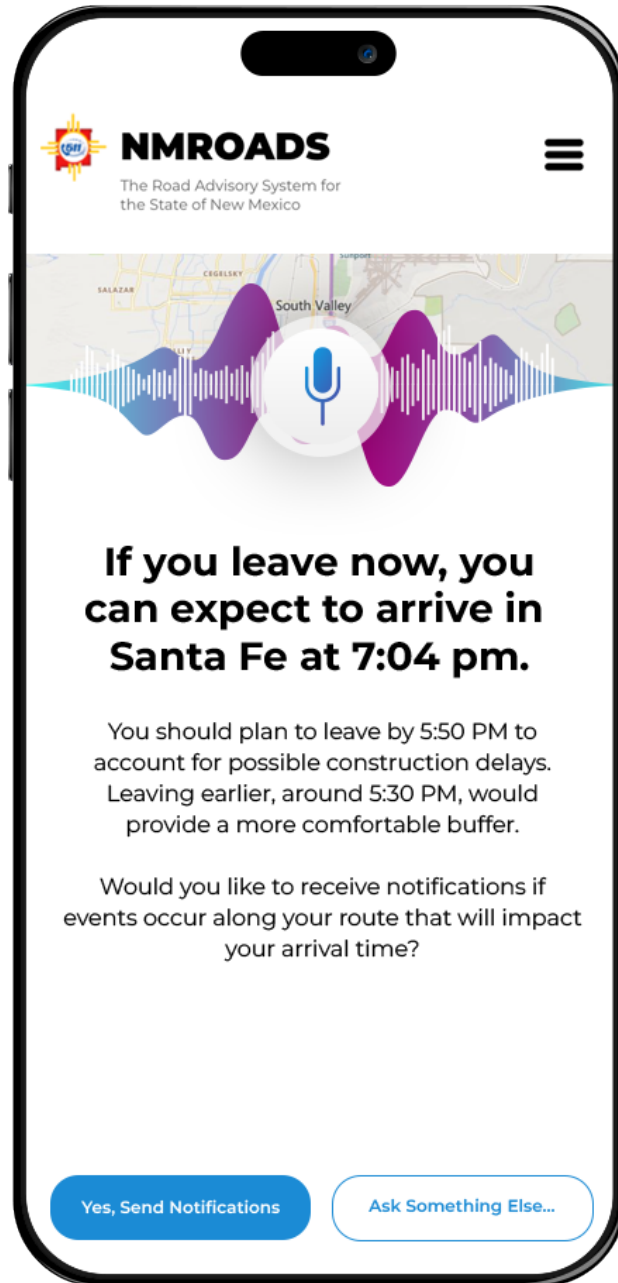 511
NMROADS
The Road Advisory System for
the State of New Mexico
Sunport
CEGELSKY
SALAZAR
South Valley
If you leave now, you
can expect to arrive in
Santa Fe at 7:04 pm.
You should plan to leave by 5:50 PM to
account for possible construction delays.
Leaving earlier, around 5:30 PM, would
provide a more comfortable buffer.
Would you like to receive notifications if
events occur along your route that will impact
your arrival time?
Yes, Send Notifications
Ask Something Else...